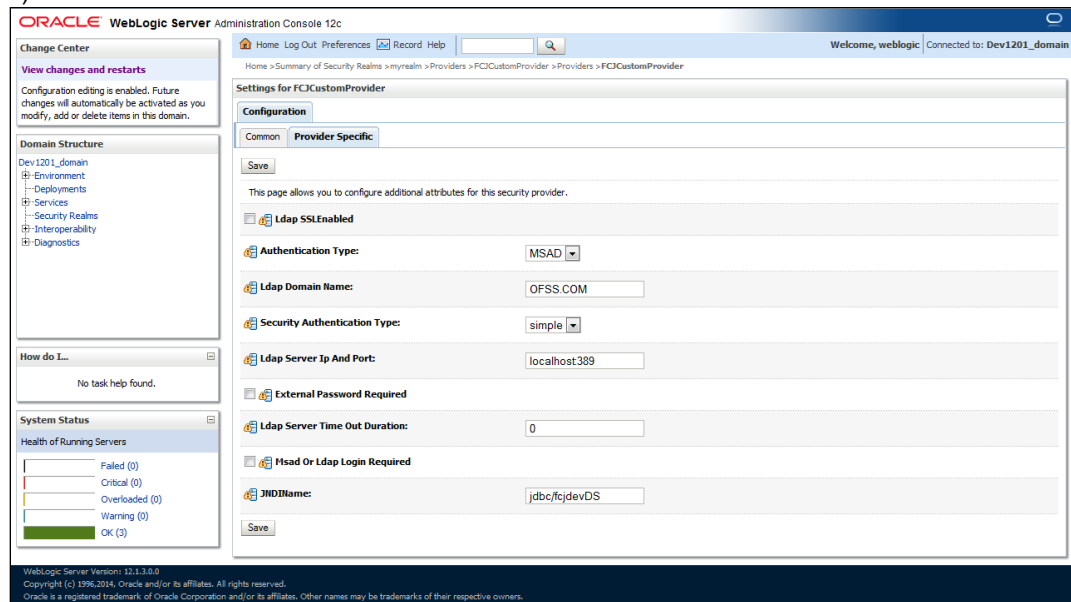 ORACLE WebLogic Server Administration Console 12c
Change Center
View changes and restarts
Configuration editing is enabled. Future
changes will automatically be activated as you
modify, add or delete items in this domain.
Domain Structure
Dev1201_domain
Environment
Deployments
Services
Security Realms
Interoperability
Diagnostics
How do I...
No task help found.
System Status
Health of Running Servers
Failed (0)
Critical (0)
Overloaded (0)
Warning (0)
OK (3)
Home Log Out Preferences Record Help
Welcome, weblogic Connected to: Dev1201_domain
Home >Summary of Security Realms >myrealm >Providers >FCJCustomProvider >Providers >FCJCustomProvider
Settings for FCJCustomProvider
Configuration
Common Provider Specific
Save
This page allows you to configure additional attributes for this security provider.
Ldap SSLEnabled
Authentication Type: MSAD
Ldap Domain Name: OFSS.COM
Security Authentication Type: simple
Ldap Server Ip And Port: localhost:389
External Password Required
Ldap Server Time Out Duration: 0
Msad Or Ldap Login Required
JNDIName: jdbc/fcjdevDS
Save
WebLogic Server Version: 12.1.3.0.0
Copyright (c) 1996,2014, Oracle and/or its affiliates. All rights reserved.
Oracle is a registered trademark of Oracle Corporation and/or its affiliates. Other names may be trademarks of their respective owners.